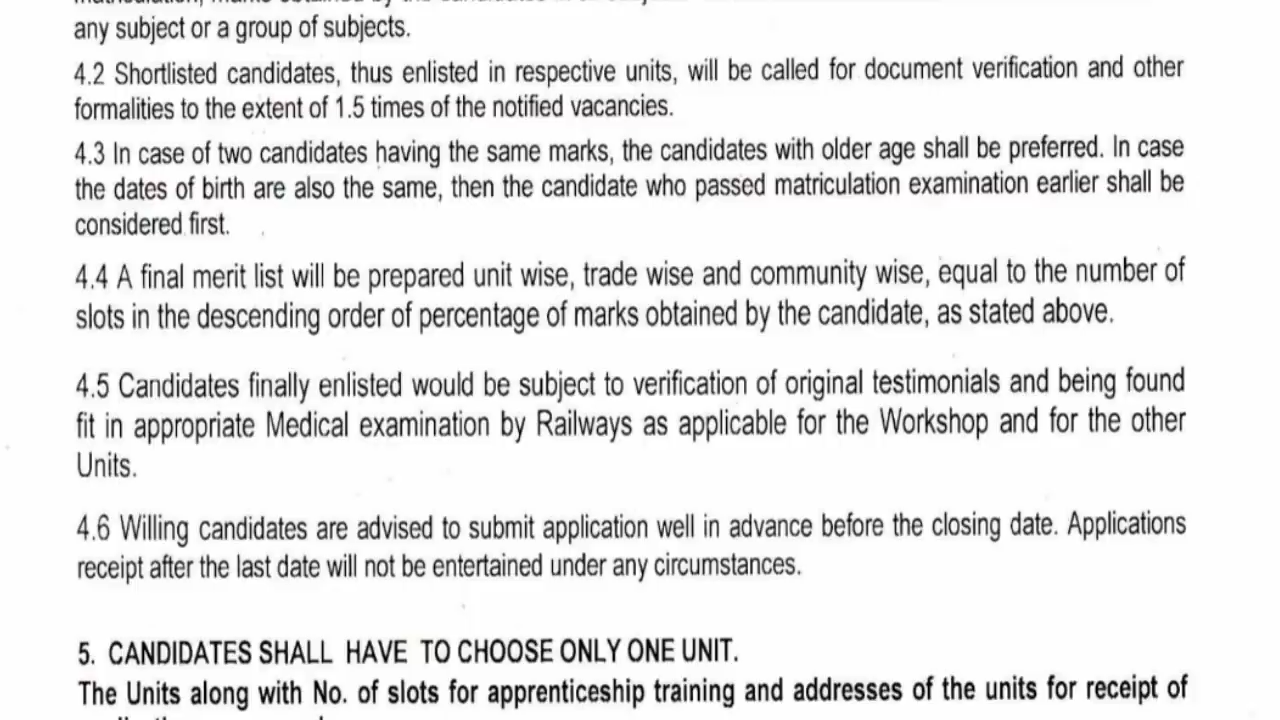 any subject or a group of subjects.
4.2 Shortlisted candidates, thus enlisted in respective units, will be called for document verification and other
formalities to the extent of 1.5 times of the notified vacancies.
4.3 In case of two candidates having the same marks, the candidates with older age shall be preferred. In case
the dates of birth are also the same, then the candidate who passed matriculation examination earlier shall be
considered first.
4.4 A final merit list will be prepared unit wise, trade wise and community wise, equal to the number of
slots in the descending order of percentage of marks obtained by the candidate, as stated above.
4.5 Candidates finally enlisted would be subject to verification of original testimonials and being found
fit in appropriate Medical examination by Railways as applicable for the Workshop and for the other
Units.
4.6 Willing candidates are advised to submit application well in advance before the closing date. Applications
receipt after the last date will not be entertained under any circumstances.
5. CANDIDATES SHALL HAVE TO CHOOSE ONLY ONE UNIT.
The Units along with No. of slots for apprenticeship training and addresses of the units for receipt of